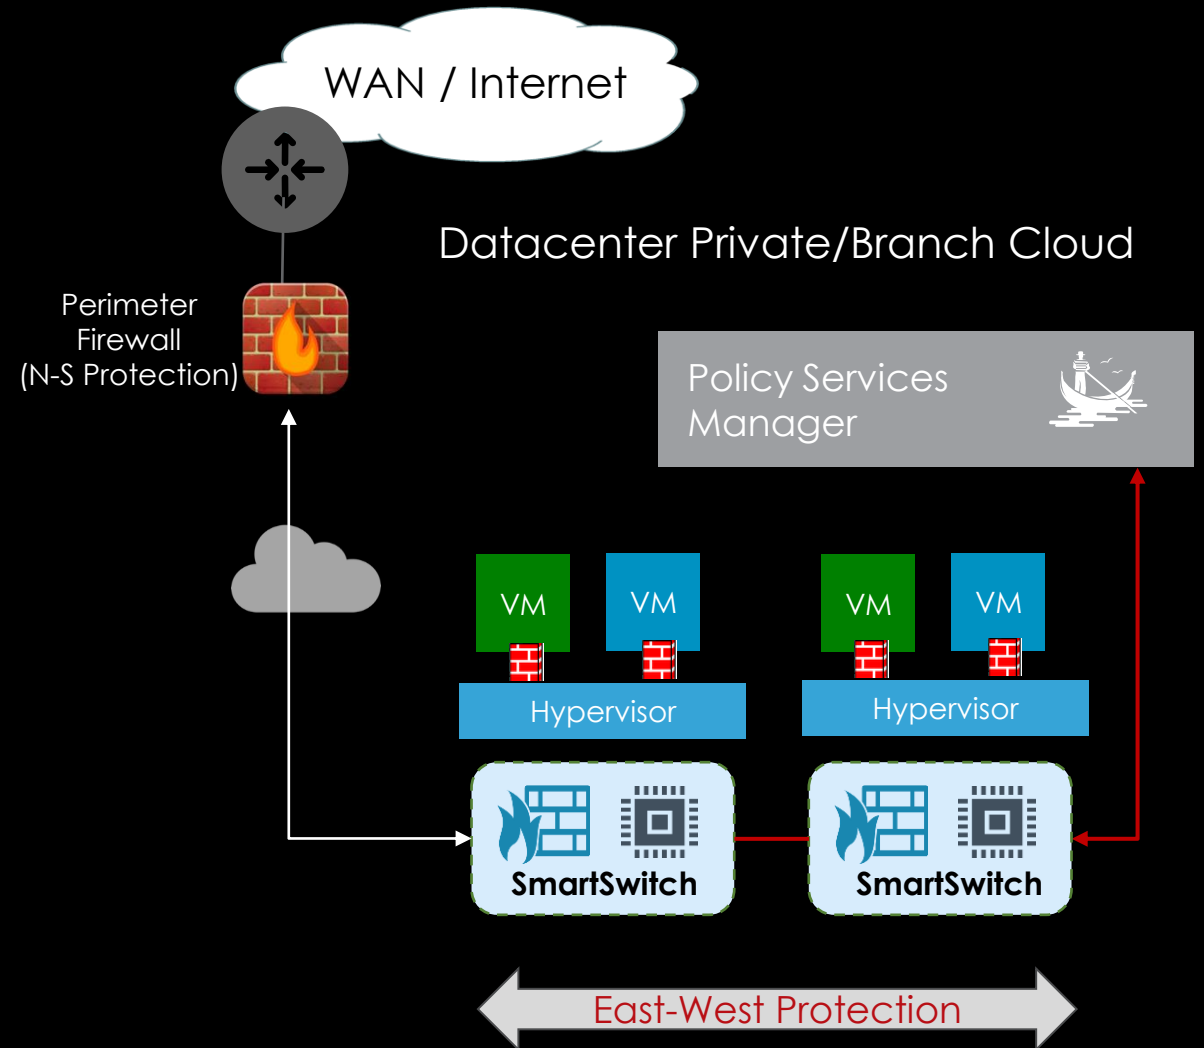 WAN / Internet
Datacenter Private/Branch Cloud
Perimeter
Firewall
(N-S Protection)
Policy Services
Manager
VM
VM
VM
VM
Hypervisor
Hypervisor
SmartSwitch
SmartSwitch
East-West Protection